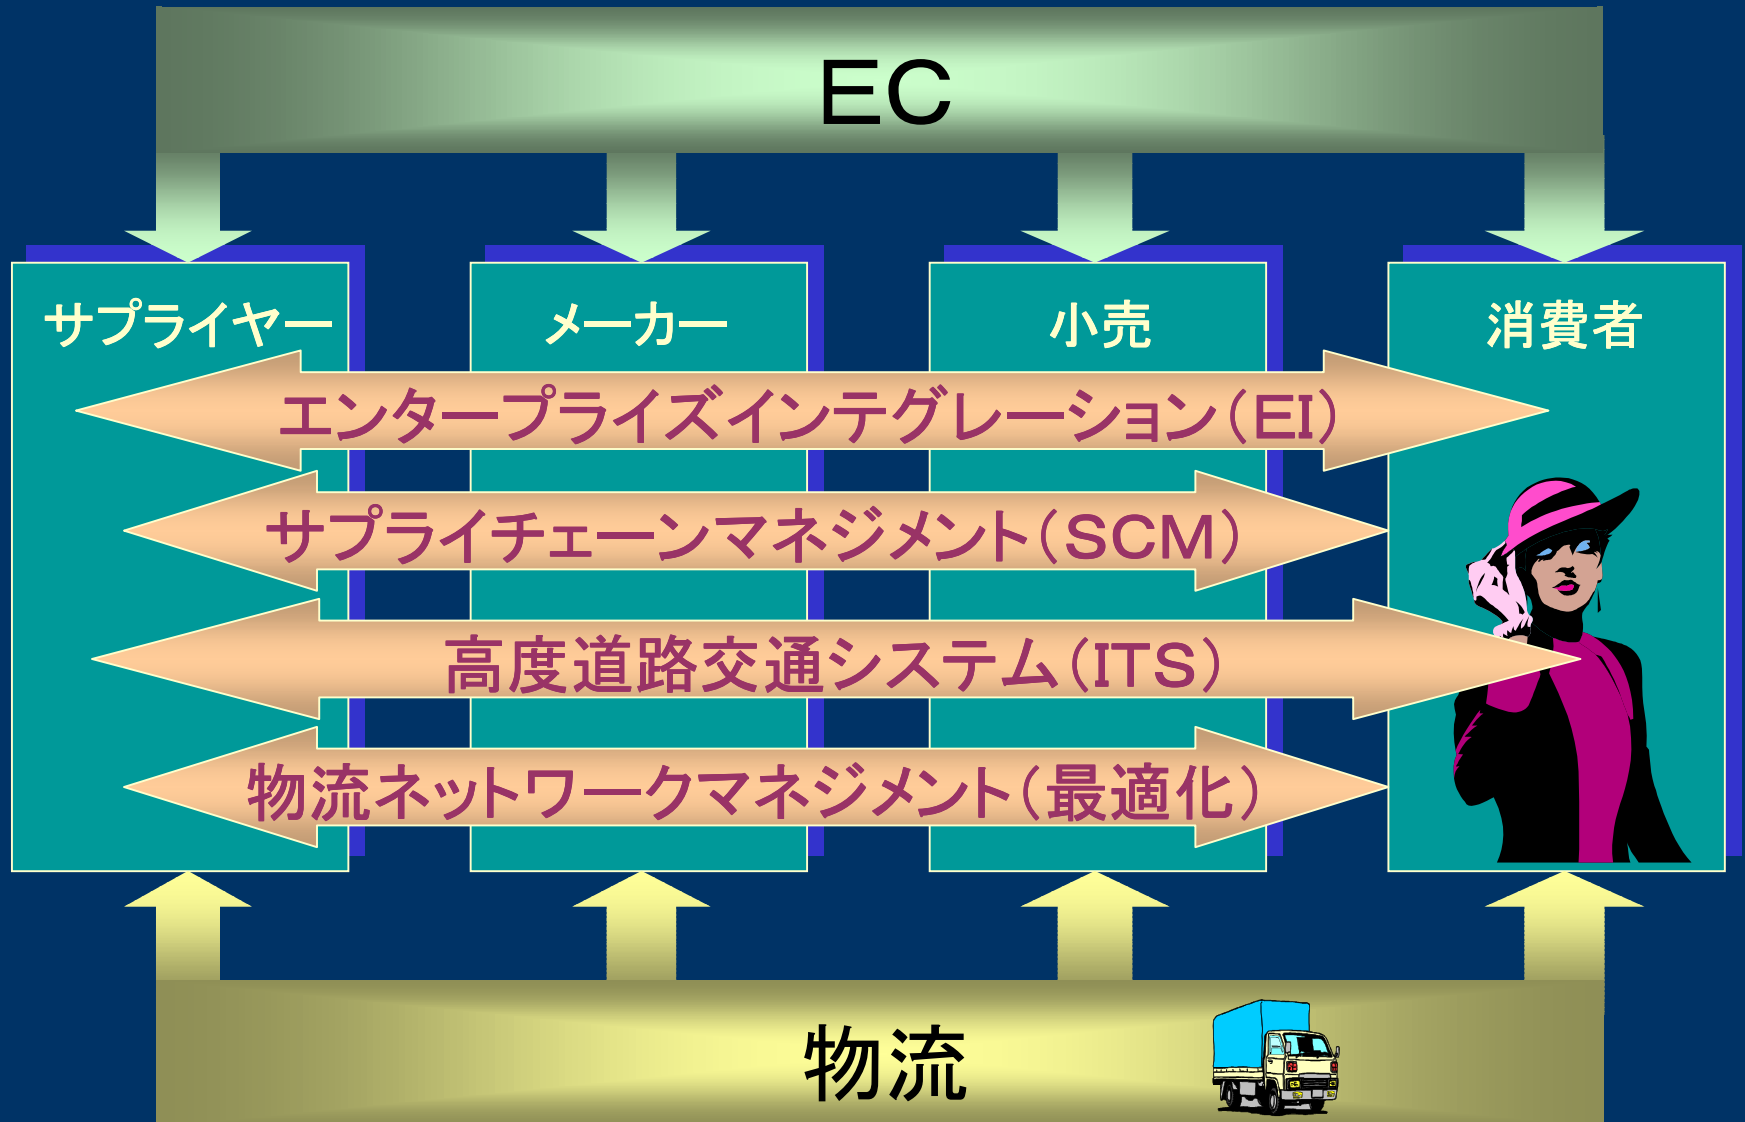 EC
サプライヤー
メーカー
小売
消費者
エンタープライズインテグレーション(EI)
サプライチェーンマネジメント(SCM)
高度道路交通システム(ITS)
物流ネットワークマネジメント(最適化)
物流